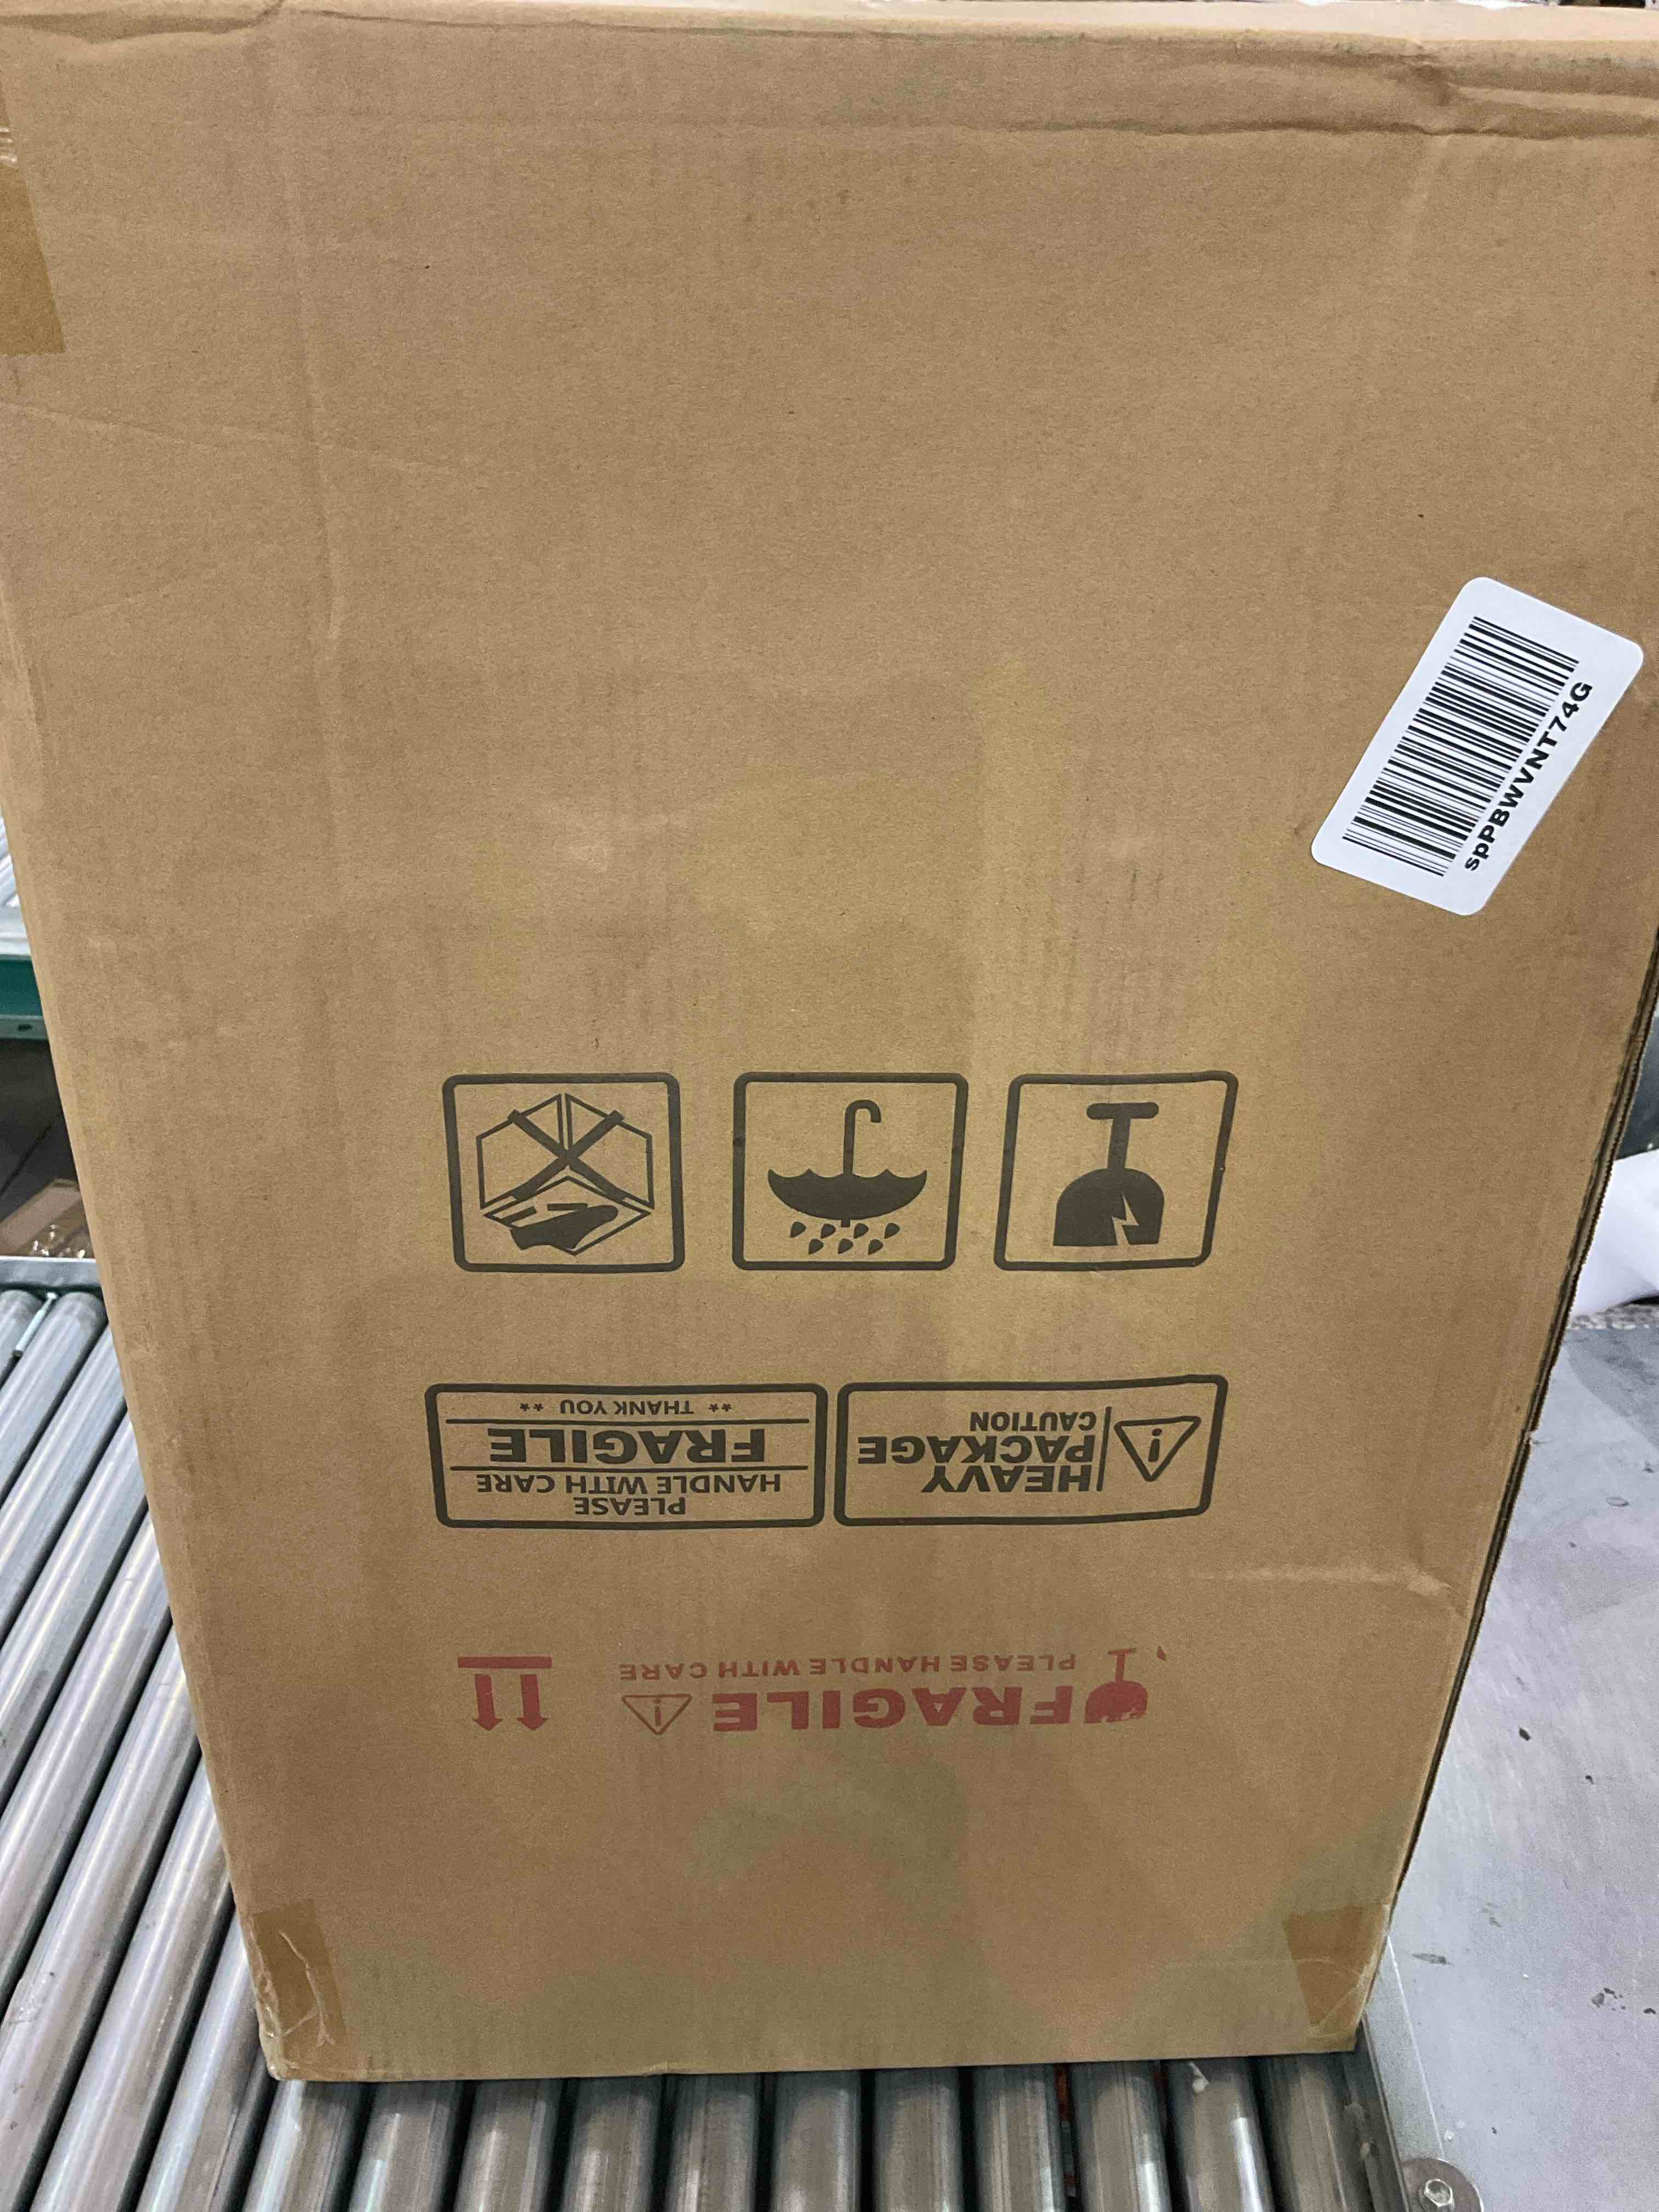 spPBWVNT74G
FRAGILE
PLEASE HANDLE WITH CARE
HEAVY
PACKAGE
CAUTION
PLEASE
HANDLE WITH CARE
FRAGILE
** THANK YOU **